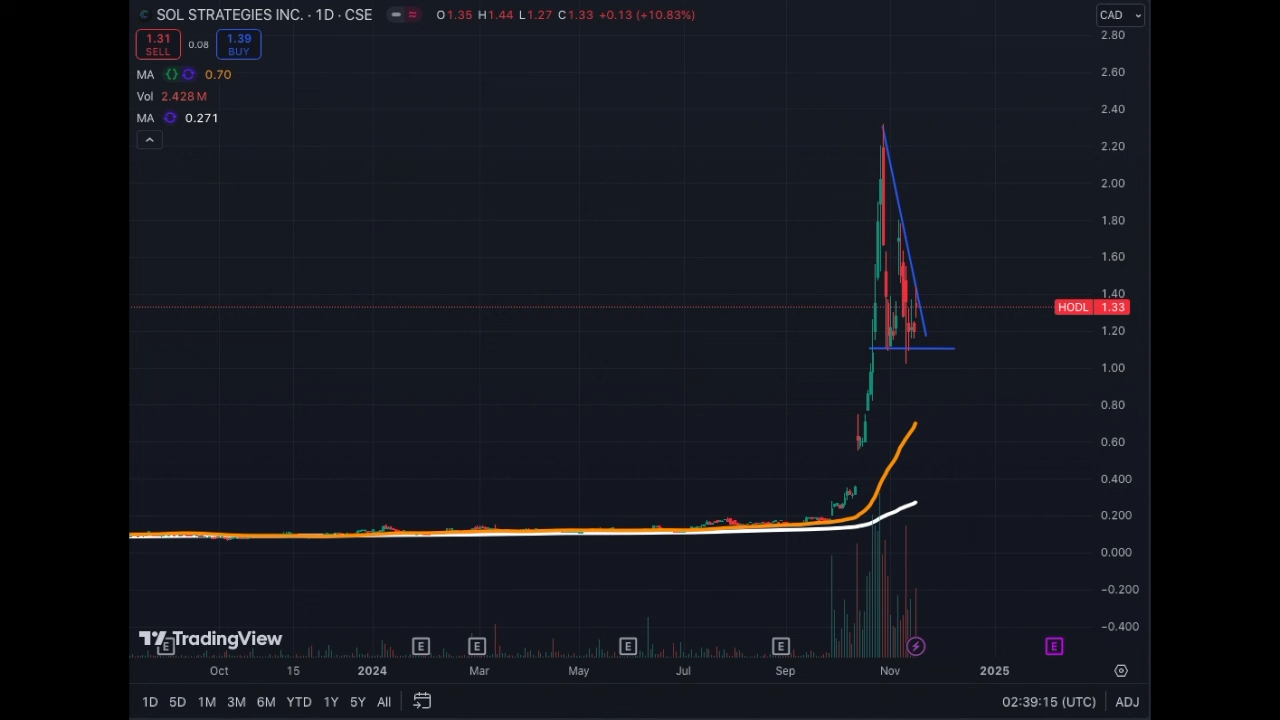 SOL STRATEGIES INC. · 1D · CSE O1.35 H1.44 L1.27 C1.33 +0.13 (+10.83%) CAD
1.31 SELL 0.08 1.39 BUY
MA 0.70
Vol 2.428 M
MA 0.271
2.80
2.60
2.40
2.20
2.00
1.80
1.60
1.40
HODL 1.33
1.20
1.00
0.80
0.60
0.400
0.200
0.000
−0.200
−0.400
TradingView
E E E E E E
Oct 15 2024 Mar May Jul Sep Nov 2025
1D 5D 1M 3M 6M YTD 1Y 5Y All 02:39:15 (UTC) ADJ